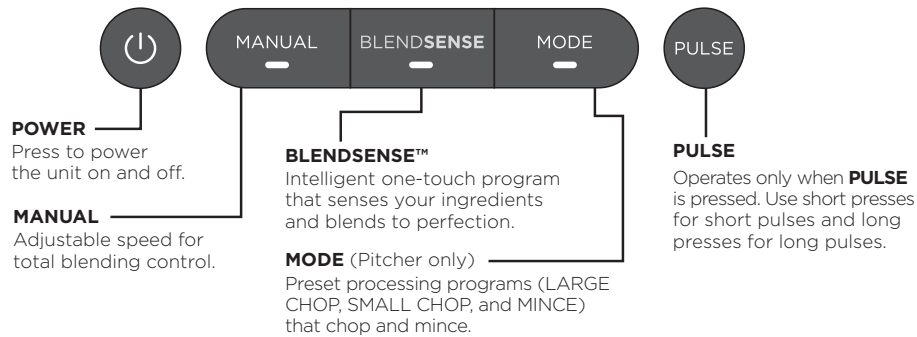 MANUAL
BLENDSENSE
MODE
PULSE
POWER
Press to power
the unit on and off.
MANUAL
Adjustable speed for
total blending control.
BLENDSENSE™
Intelligent one-touch program
that senses your ingredients
and blends to perfection.
MODE (Pitcher only)
Preset processing programs (LARGE
CHOP, SMALL CHOP, and MINCE)
that chop and mince.
PULSE
Operates only when PULSE
is pressed. Use short presses
for short pulses and long
presses for long pulses.